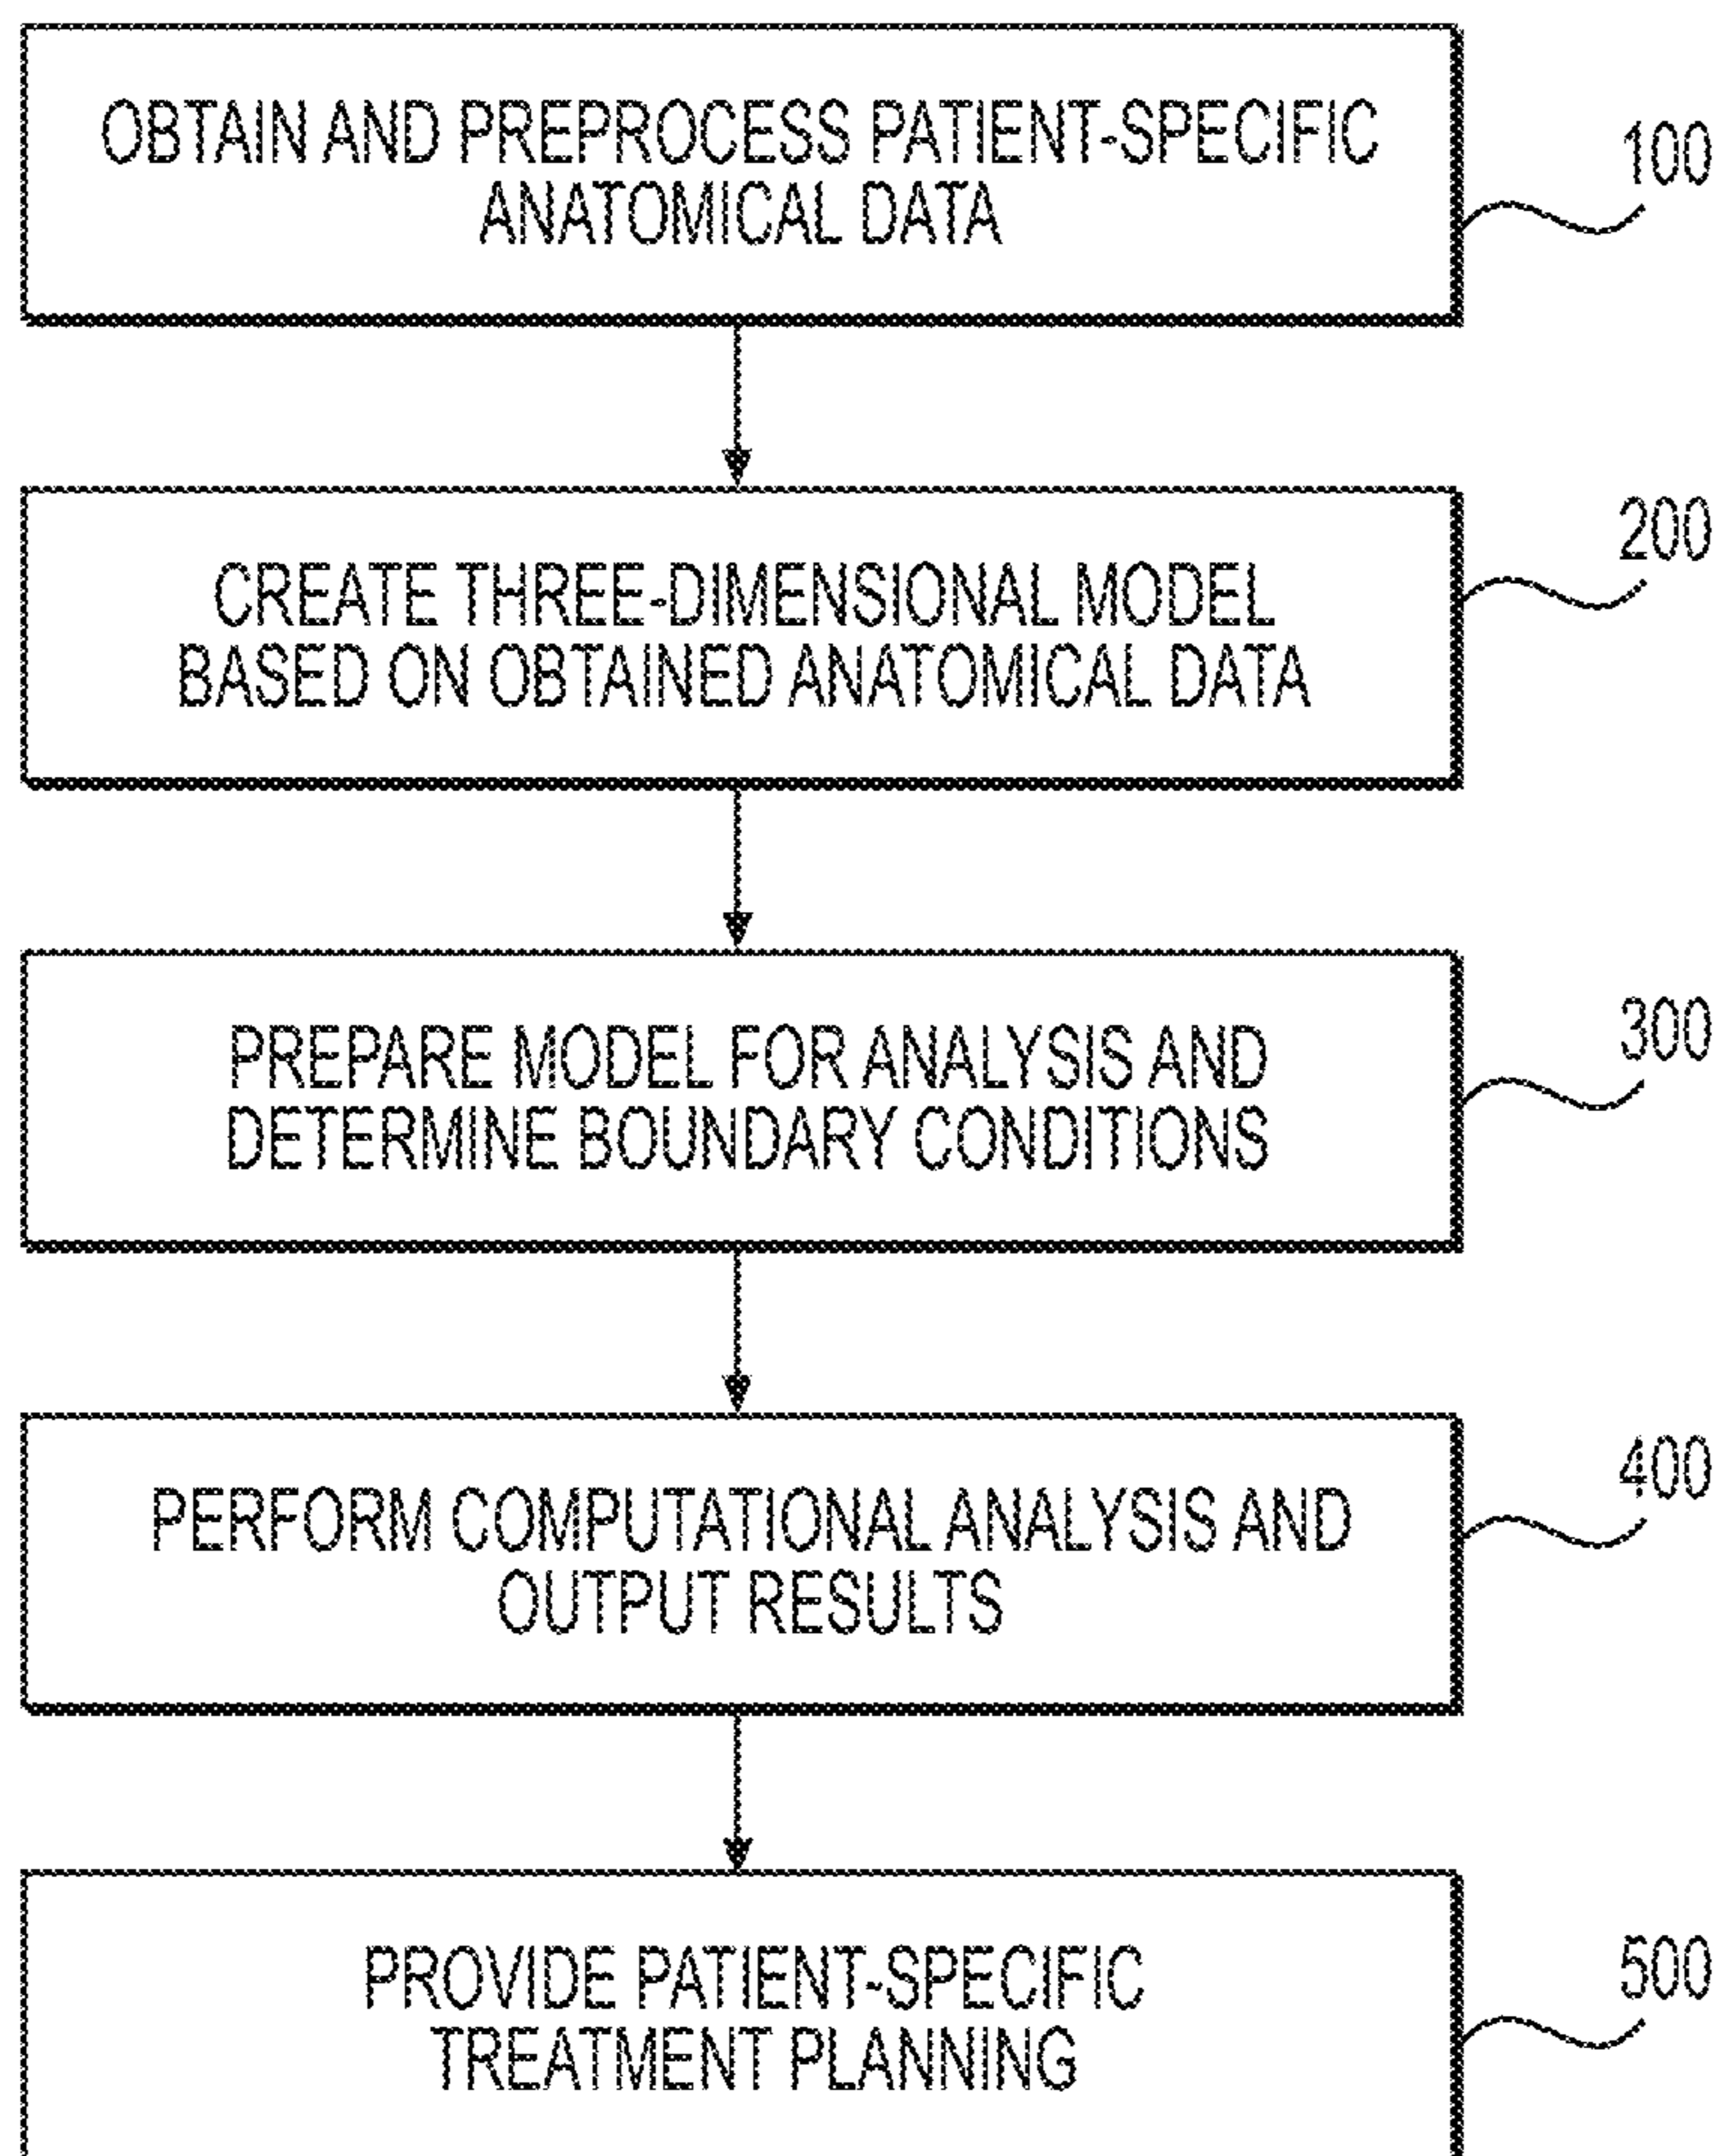 OBTAIN AND PREPROCESS PATIENT-SPECIFIC
ANATOMICAL DATA
100
CREATE THREE-DIMENSIONAL MODEL
BASED ON OBTAINED ANATOMICAL DATA
200
PREPARE MODEL FOR ANALYSIS AND
DETERMINE BOUNDARY CONDITIONS
300
PERFORM COMPUTATIONAL ANALYSIS AND
OUTPUT RESULTS
400
PROVIDE PATIENT-SPECIFIC
TREATMENT PLANNING
500